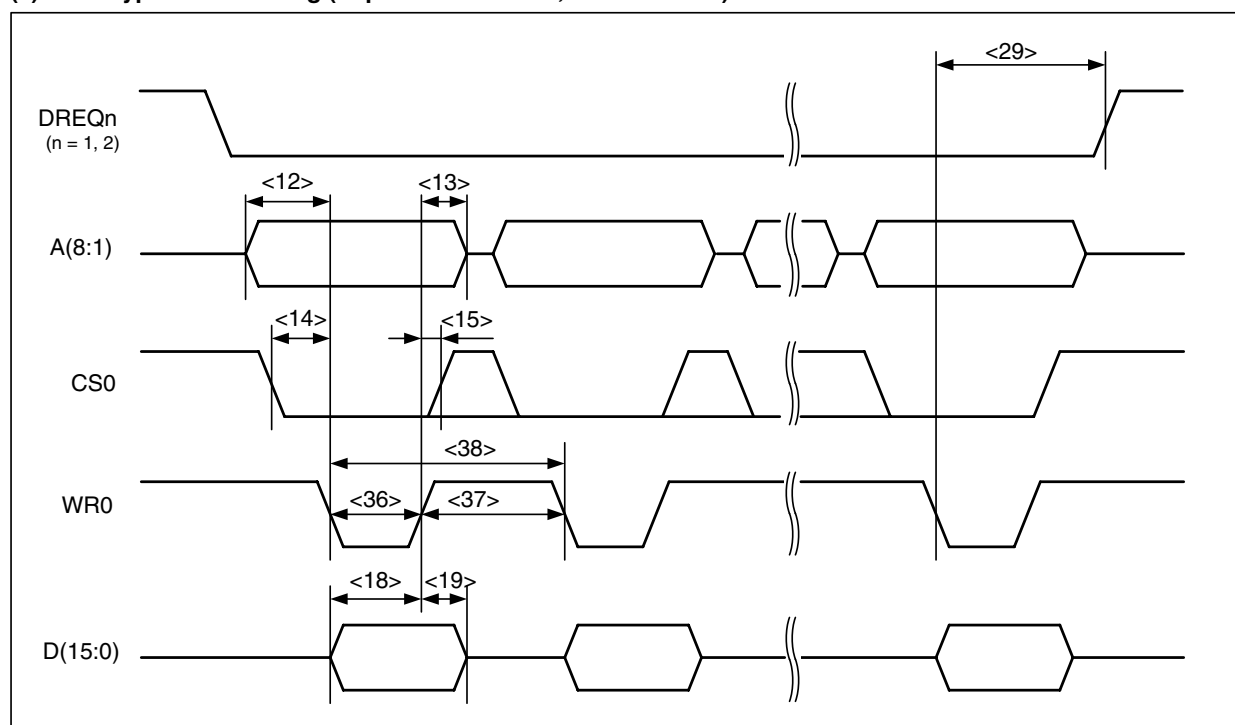 <29>
DREQn
(n = 1, 2)
<12>
<13>
A(8:1)
<14>
<15>
CS0
<38>
WR0
<36>
<37>
<18>
<19>
D(15:0)